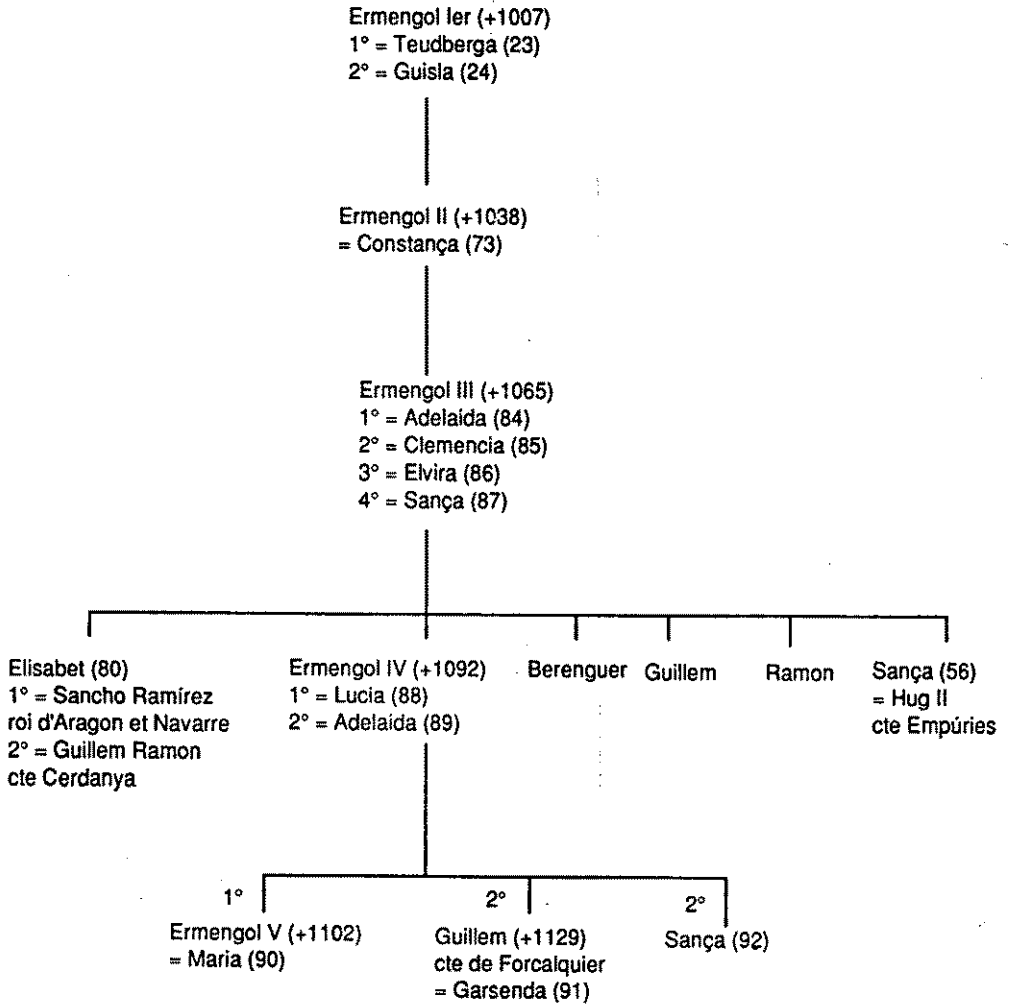 Ermengol Ier (+1007)
1° = Teudberga (23)
2° = Guisla (24)
Ermengol II (+1038)
= Constança (73)
Ermengol III (+1065)
1° = Adelaida (84)
2° = Clemencia (85)
3° = Elvira (86)
4° = Sança (87)
Elisabet (80)
1° = Sancho Ramírez
roi d'Aragon et Navarre
2° = Guillem Ramon
cte Cerdanya
Ermengol IV (+1092)
1° = Lucia (88)
2° = Adelaida (89)
Berenguer
Guillem
Ramon
Sança (56)
= Hug II
cte Empúries
1°
Ermengol V (+1102)
= Maria (90)
2°
Guillem (+1129)
cte de Forcalquier
= Garsenda (91)
2°
Sança (92)